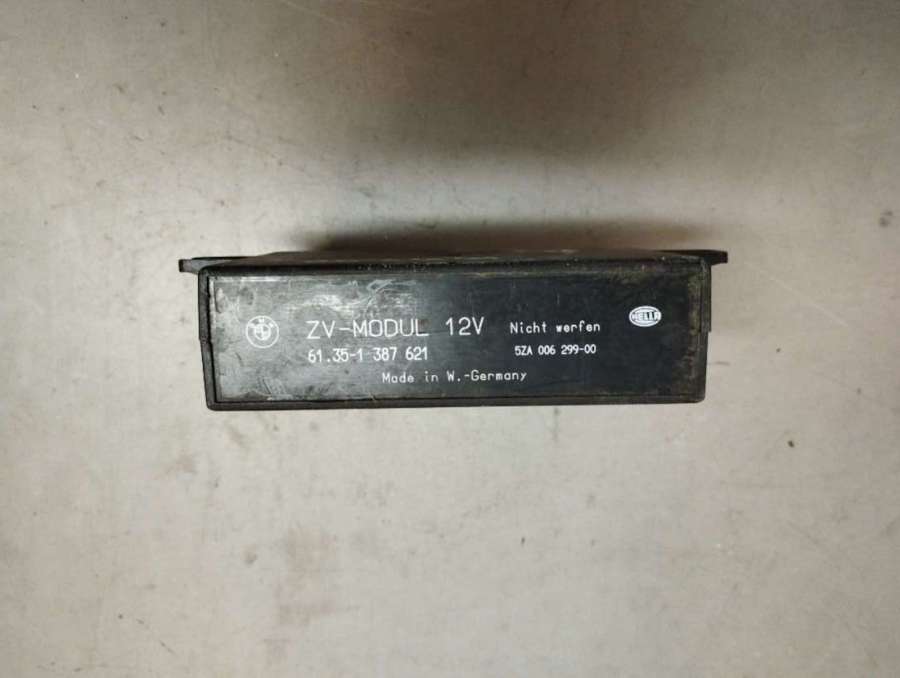 ZV-MODUL 12V Nicht werfen HELLA
61.35-1 387 621 5ZA 006 299-00
Made in W.-Germany